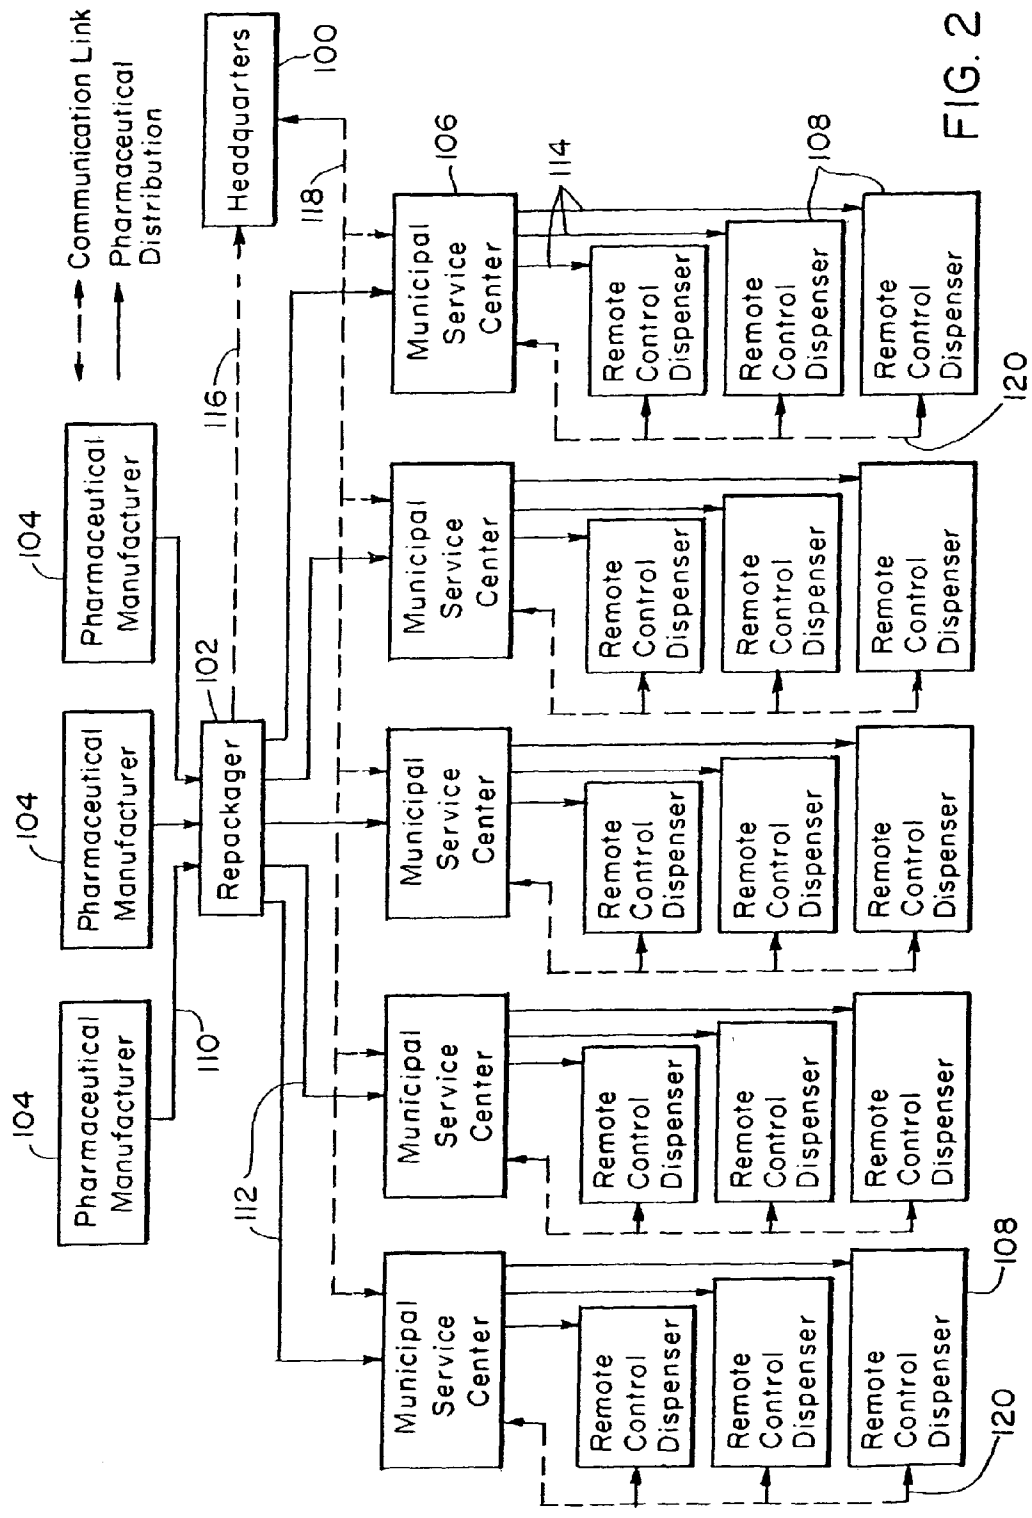 Communication Link
Pharmaceutical
Distribution
104
104
104
Pharmaceutical
Manufacturer
Pharmaceutical
Manufacturer
Pharmaceutical
Manufacturer
110
102
Repackager
116
Headquarters
100
112
118
Municipal
Service
Center
Municipal
Service
Center
Municipal
Service
Center
Municipal
Service
Center
Municipal
Service
Center
106
114
Remote
Control
Dispenser
Remote
Control
Dispenser
Remote
Control
Dispenser
Remote
Control
Dispenser
Remote
Control
Dispenser
Remote
Control
Dispenser
Remote
Control
Dispenser
Remote
Control
Dispenser
Remote
Control
Dispenser
Remote
Control
Dispenser
108
Remote
Control
Dispenser
Remote
Control
Dispenser
Remote
Control
Dispenser
Remote
Control
Dispenser
Remote
Control
Dispenser
120
108
120
FIG. 2